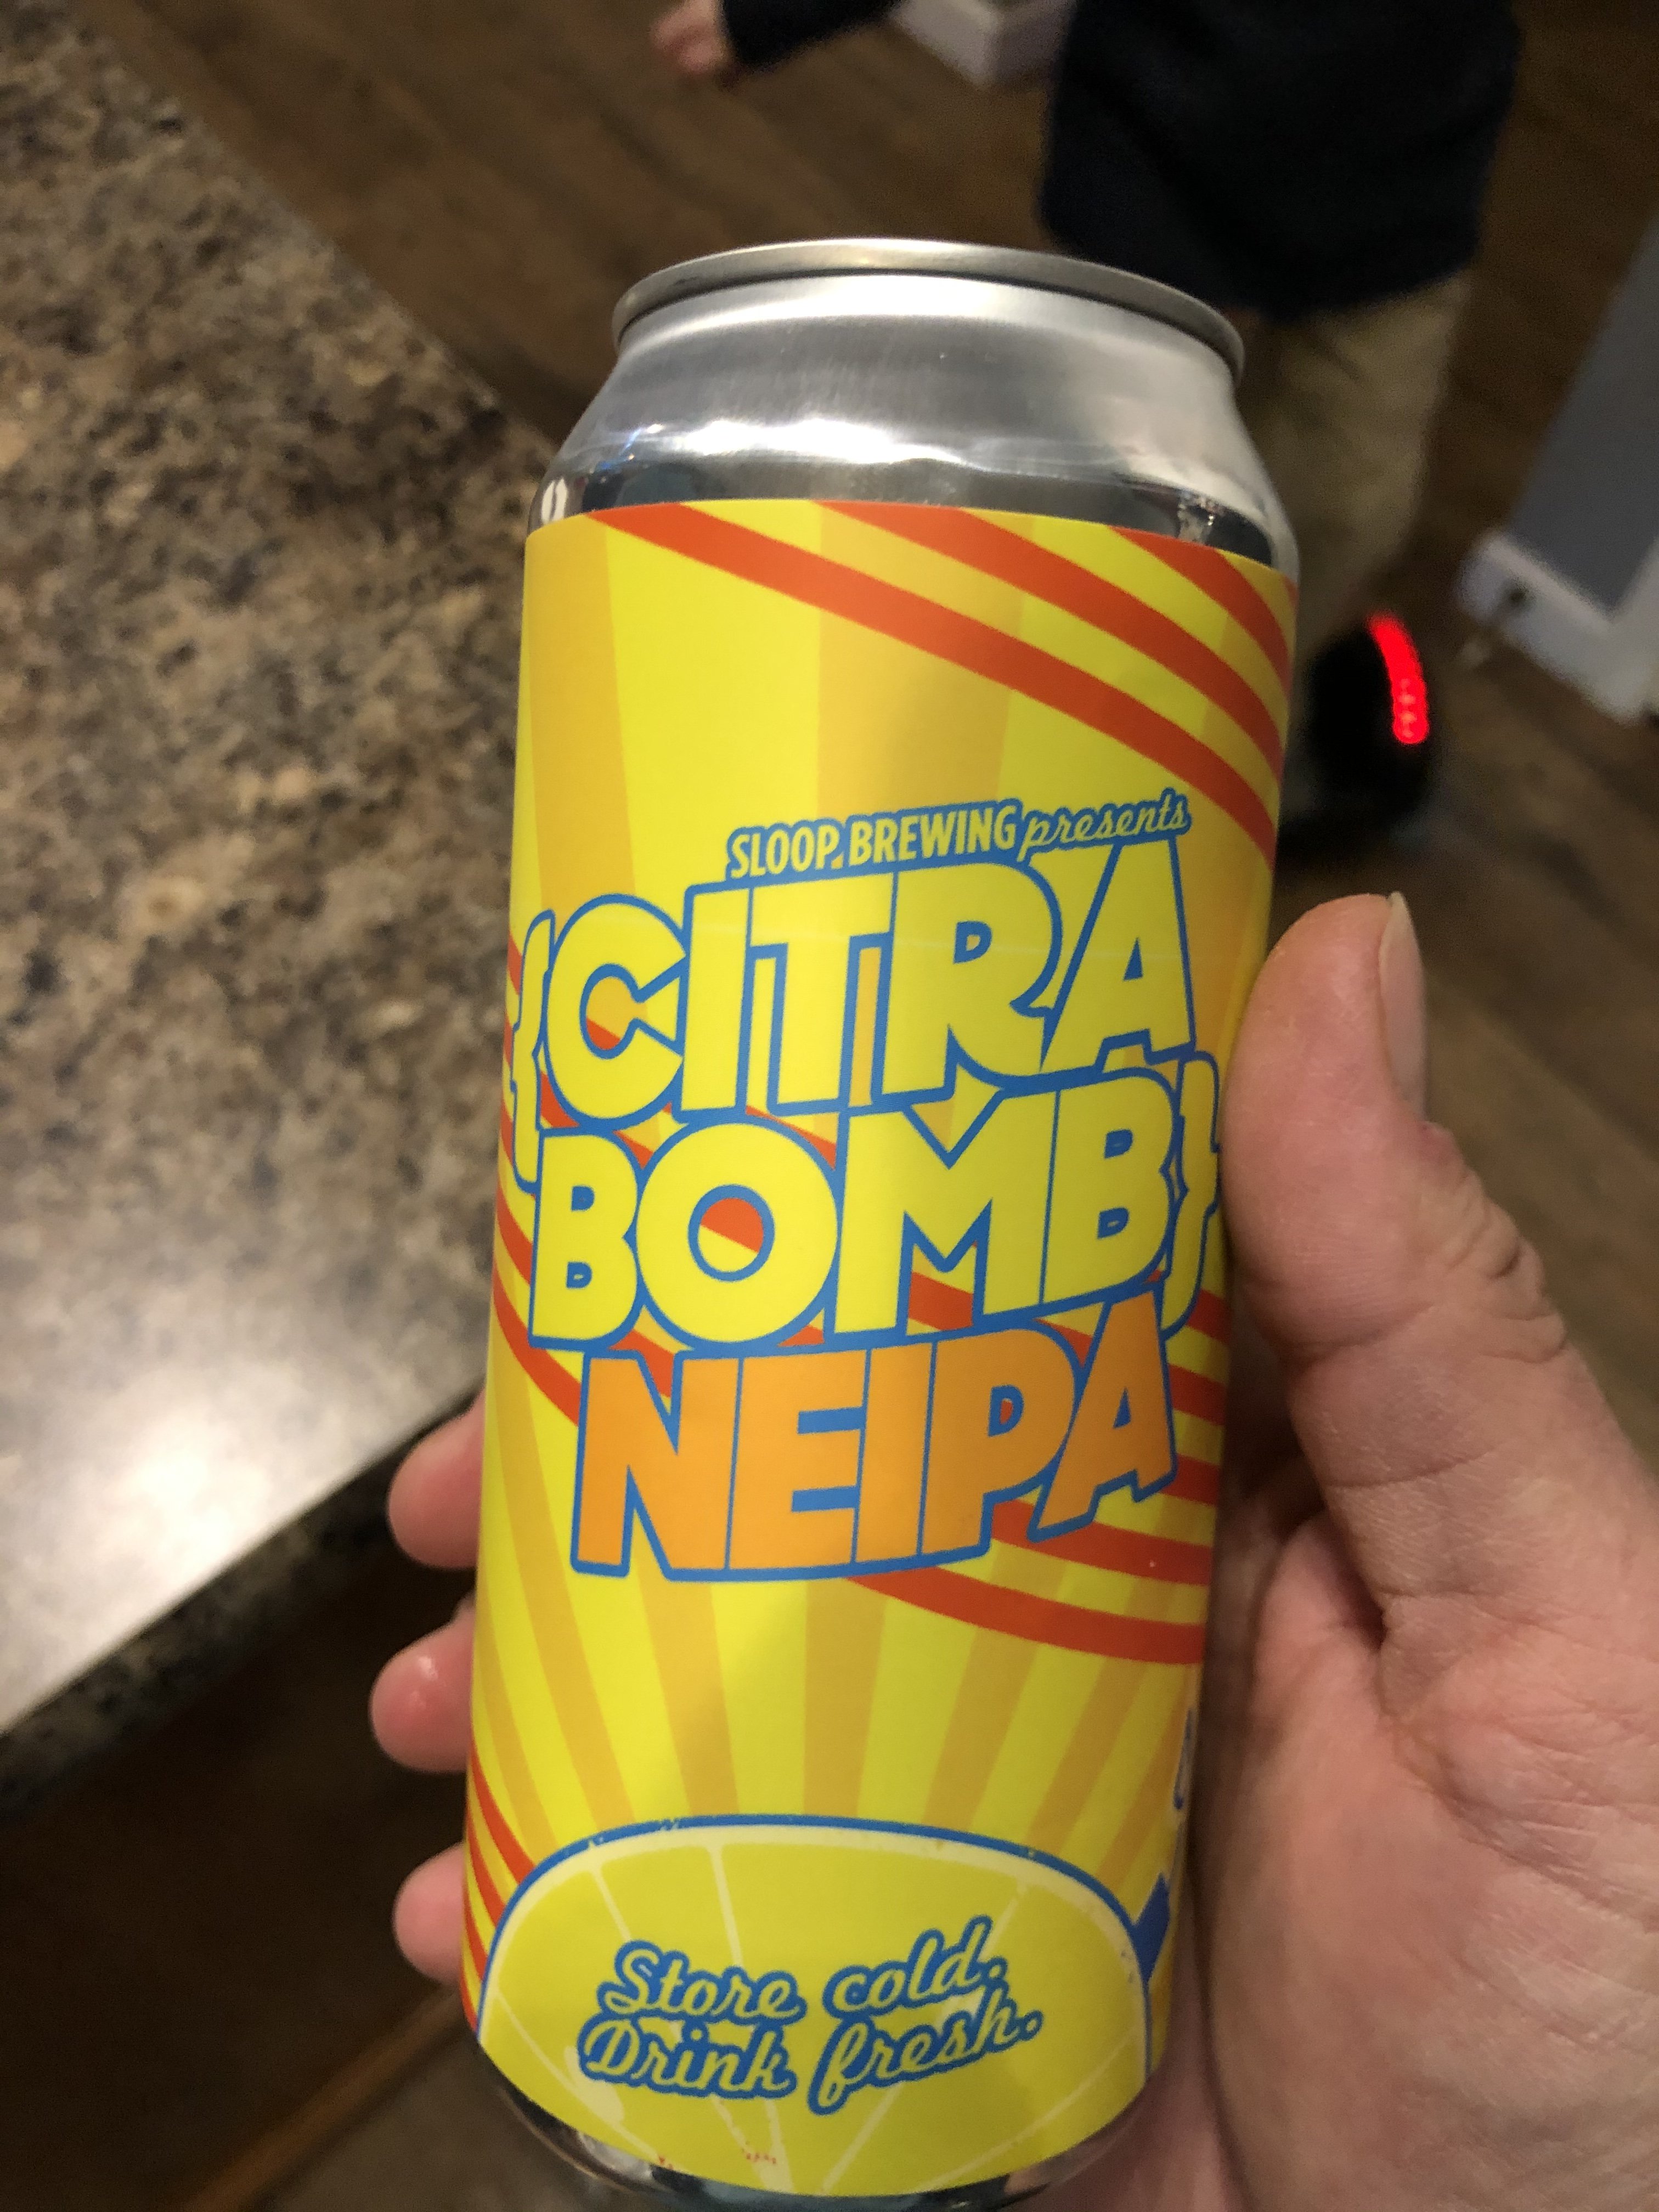 SLOOP. BREWING presents
{CITRA
BOMB}
NEIPA
Store cold.
Drink fresh.